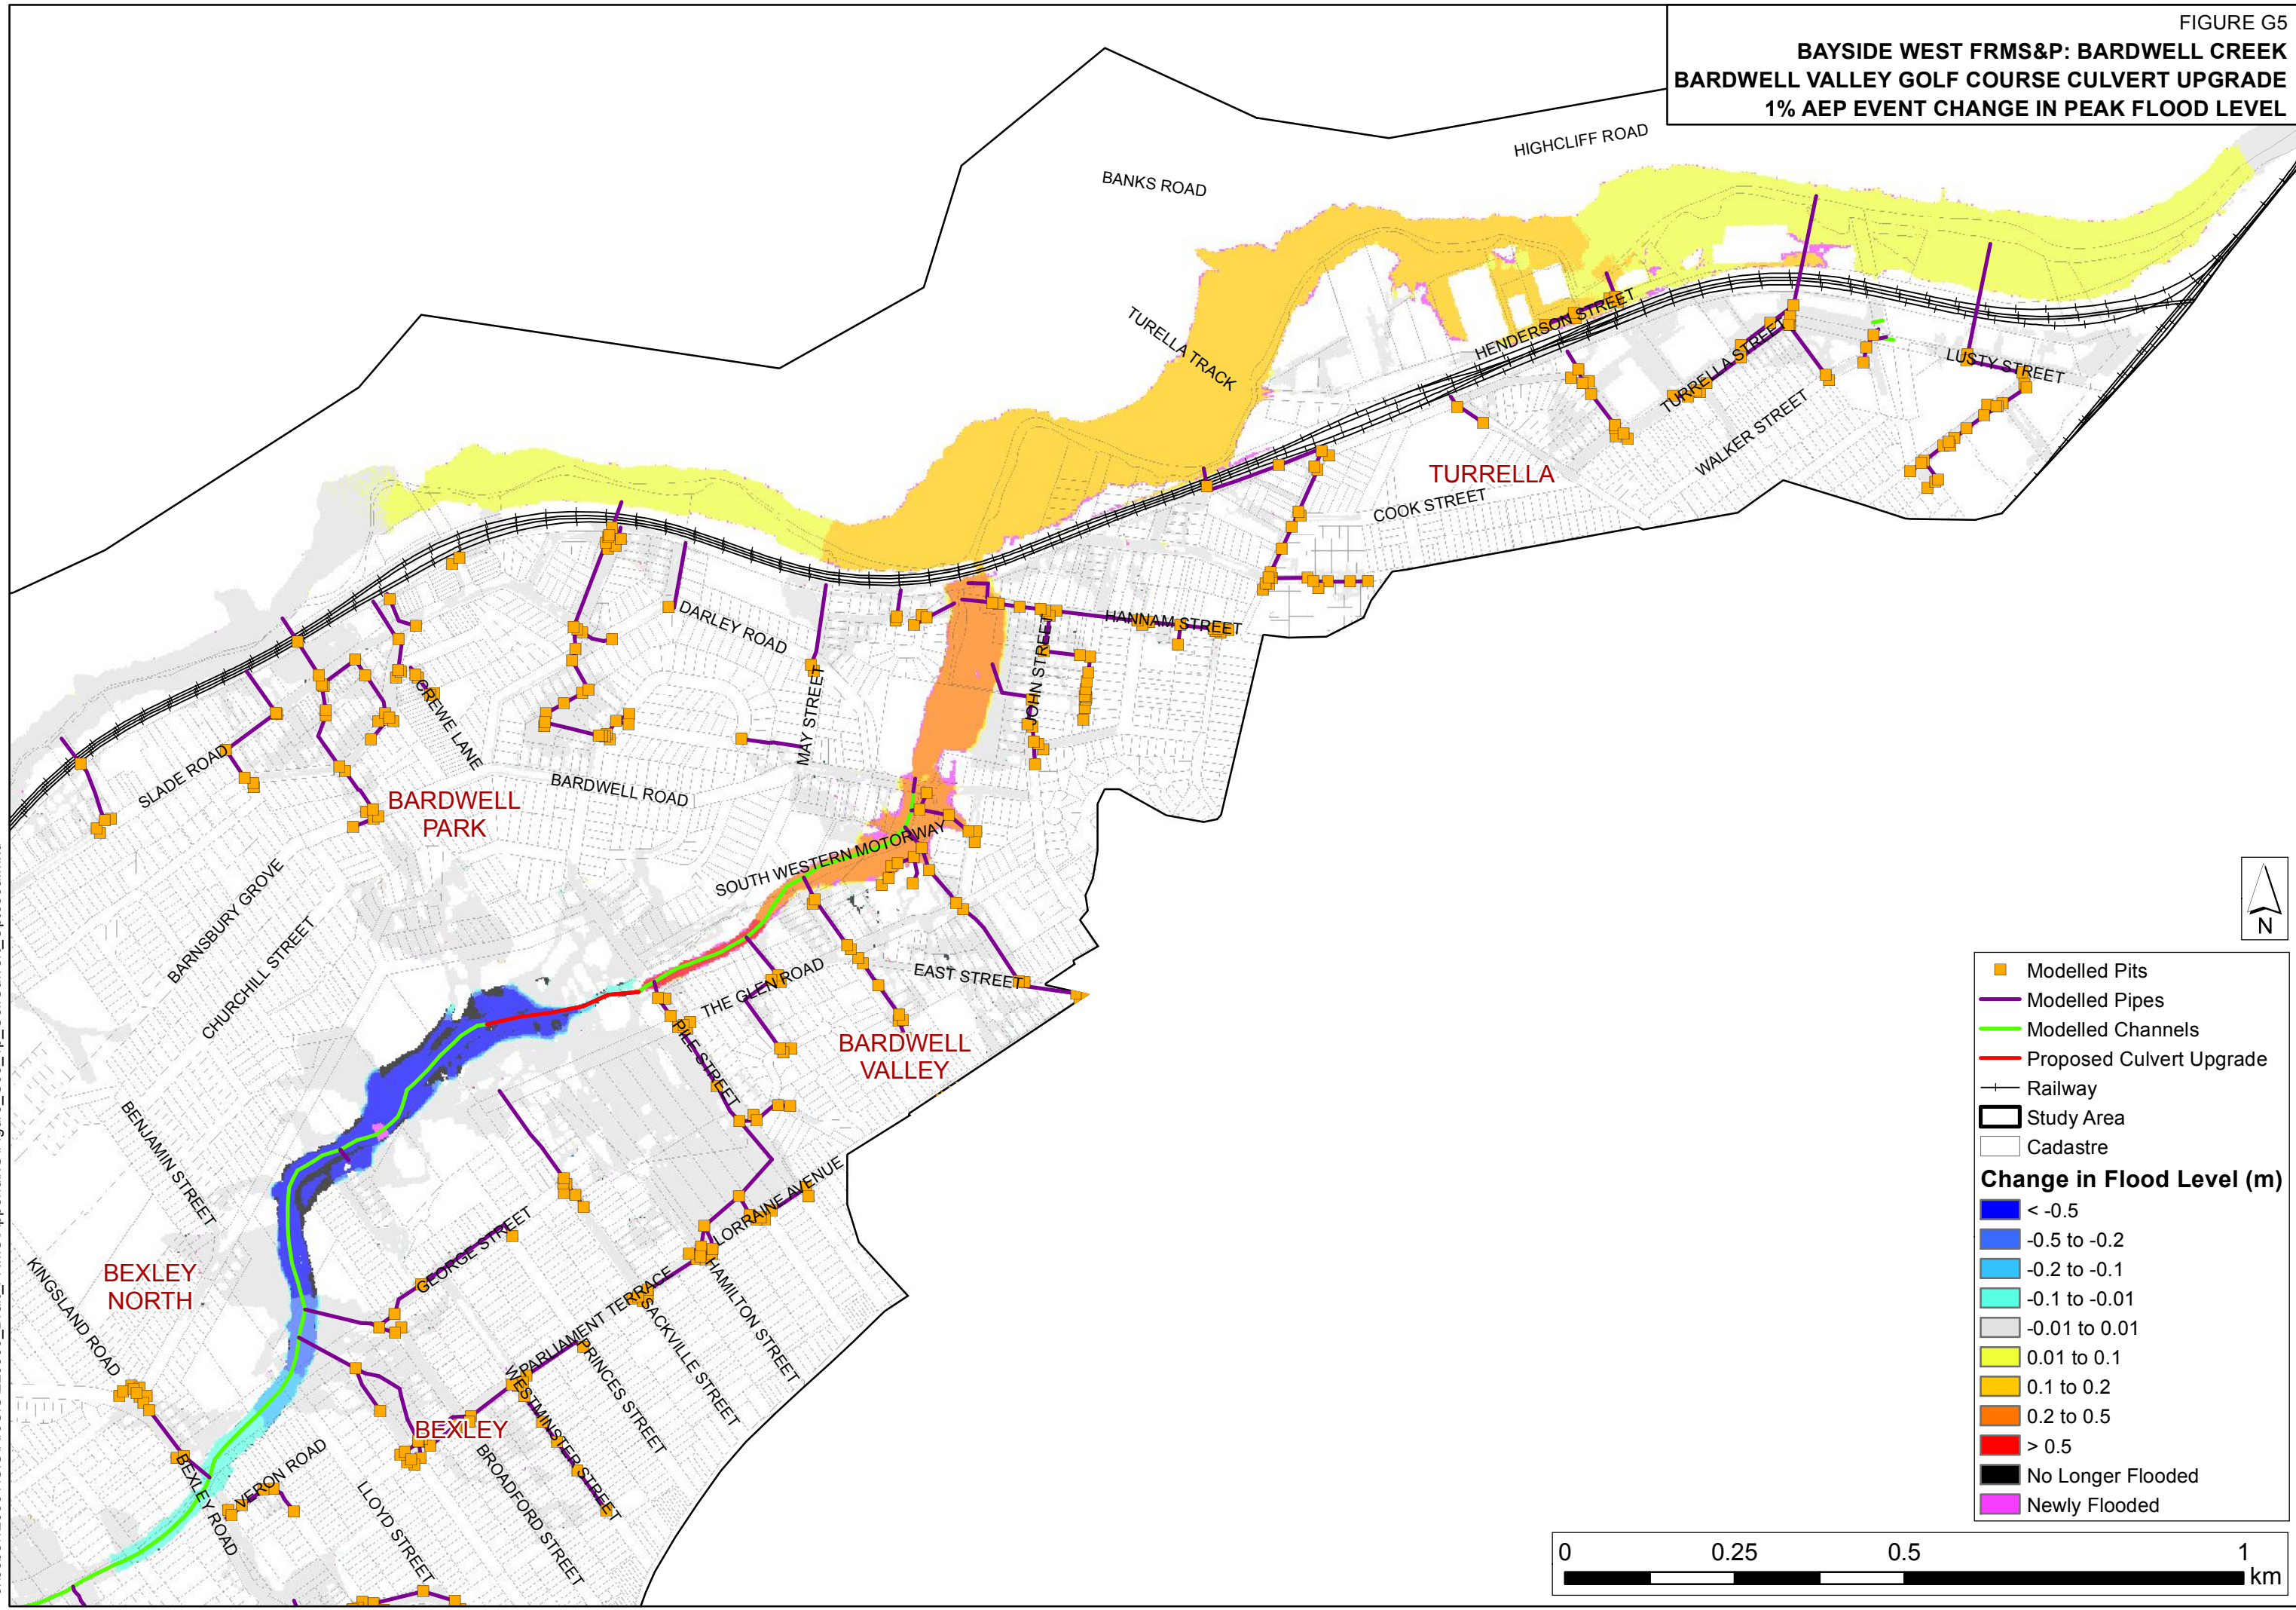 FIGURE G5
BAYSIDE WEST FRMS&P: BARDWELL CREEK
BARDWELL VALLEY GOLF COURSE CULVERT UPGRADE
1% AEP EVENT CHANGE IN PEAK FLOOD LEVEL
HIGHCLIFF ROAD
BANKS ROAD
TURELLA TRACK
HENDERSON STREET
TURRELLA STREET
LUSTY STREET
WALKER STREET
TURRELLA
COOK STREET
HANNAM STREET
JOHN STREET
DARLEY ROAD
MAY STREET
CREWE LANE
SLADE ROAD
BARDWELL ROAD
BARDWELL
PARK
SOUTH WESTERN MOTORWAY
BARNSBURY GROVE
CHURCHILL STREET
THE GLEN ROAD
EAST STREET
PILE STREET
BARDWELL
VALLEY
BENJAMIN STREET
LORRAINE AVENUE
GEORGE STREET
BEXLEY
NORTH
KINGSLAND ROAD
PARLIAMENT TERRACE
HAMILTON STREET
SACKVILLE STREET
PRINCES STREET
WESTMINSTER STREET
BEXLEY
BROADFORD STREET
VERON ROAD
BEXLEY ROAD
LLOYD STREET
N
Modelled Pits
Modelled Pipes
Modelled Channels
Proposed Culvert Upgrade
Railway
Study Area
Cadastre
Change in Flood Level (m)
< -0.5
-0.5 to -0.2
-0.2 to -0.1
-0.1 to -0.01
-0.01 to 0.01
0.01 to 0.1
0.1 to 0.2
0.2 to 0.5
> 0.5
No Longer Flooded
Newly Flooded
0 0.25 0.5 1
km